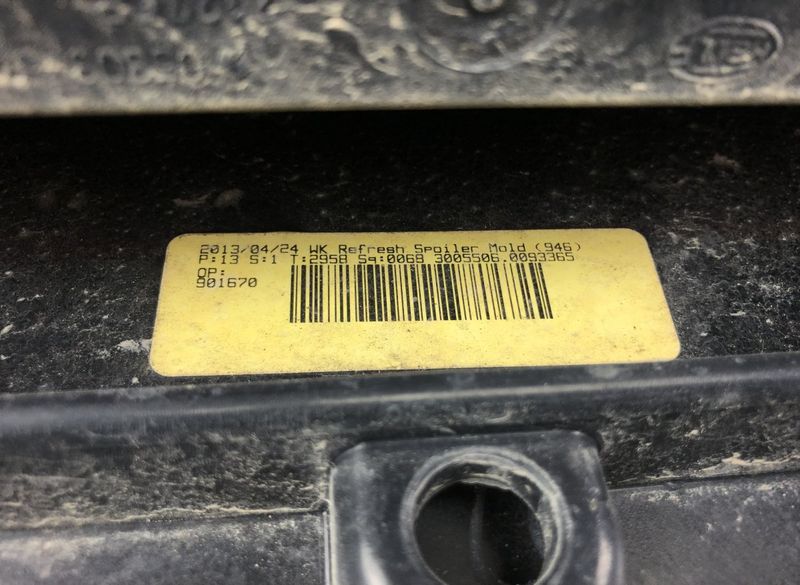 2013/04/24 WK Refresh Spoiler Mold (946)
P:13 S:1 T:2958 Sq:0068 3005506.0093365
OP:
901670